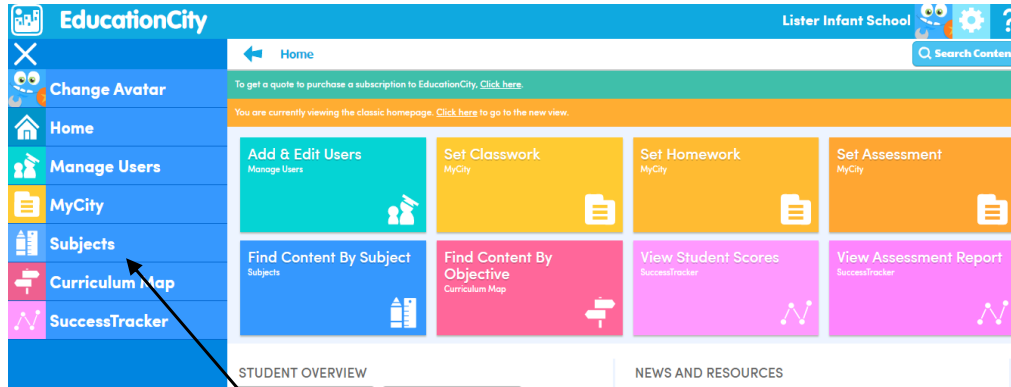 EducationCity
Lister Infant School
?
Change Avatar
Home
Manage Users
MyCity
Subjects
Curriculum Map
SuccessTracker
Home
Search Conten
To get a quote to purchase a subscription to EducationCity, Click here.
You are currently viewing the classic homepage. Click here to go to the new view.
Add & Edit Users
Manage Users
Set Classwork
MyCity
Set Homework
MyCity
Set Assessment
MyCity
Find Content By Subject
Subjects
Find Content By
Objective
Curriculum Map
View Student Scores
SuccessTracker
View Assessment Report
SuccessTracker
STUDENT OVERVIEW
NEWS AND RESOURCES